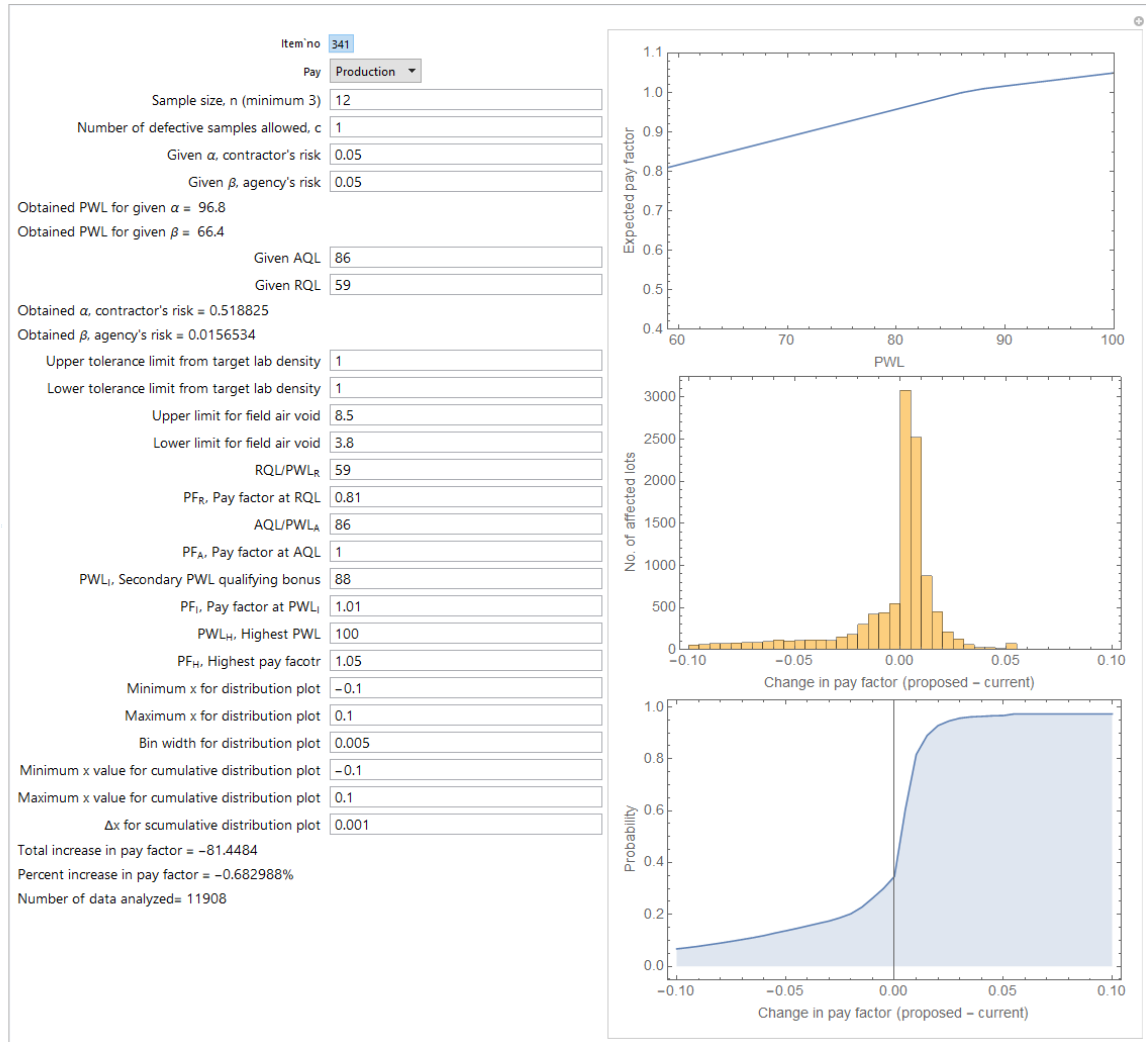 Item`no 341
Pay Production
Sample size, n (minimum 3) 12
Number of defective samples allowed, c 1
Given α, contractor's risk 0.05
Given β, agency's risk 0.05
Obtained PWL for given α = 96.8
Obtained PWL for given β = 66.4
Given AQL 86
Given RQL 59
Obtained α, contractor's risk = 0.518825
Obtained β, agency's risk = 0.0156534
Upper tolerance limit from target lab density 1
Lower tolerance limit from target lab density 1
Upper limit for field air void 8.5
Lower limit for field air void 3.8
RQL/PWL_R 59
PF_R, Pay factor at RQL 0.81
AQL/PWL_A 86
PF_A, Pay factor at AQL 1
PWL_I, Secondary PWL qualifying bonus 88
PF_I, Pay factor at PWL_I 1.01
PWL_H, Highest PWL 100
PF_H, Highest pay facotr 1.05
Minimum x for distribution plot −0.1
Maximum x for distribution plot 0.1
Bin width for distribution plot 0.005
Minimum x value for cumulative distribution plot −0.1
Maximum x value for cumulative distribution plot 0.1
Δx for scumulative distribution plot 0.001
Total increase in pay factor = −81.4484
Percent increase in pay factor = −0.682988%
Number of data analyzed= 11908
Expected pay factor
1.1
1.0
0.9
0.8
0.7
0.6
0.5
0.4
60 70 80 90 100
PWL
No. of affected lots
3000
2500
2000
1500
1000
500
0
−0.10 −0.05 0.00 0.05 0.10
Change in pay factor (proposed − current)
Probability
1.0
0.8
0.6
0.4
0.2
0.0
−0.10 −0.05 0.00 0.05 0.10
Change in pay factor (proposed − current)